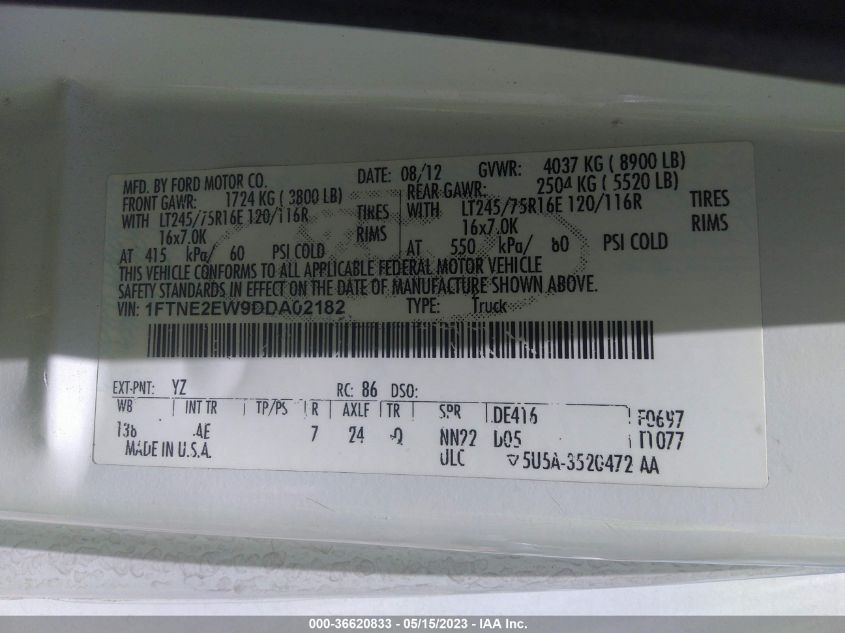 MFD. BY FORD MOTOR CO. DATE: 08/12 GVWR: 4037 KG ( 8900 LB)
FRONT GAWR: 1724 KG ( 3800 LB) REAR GAWR: 2504 KG ( 5520 LB)
WITH LT245/75R16E 120/116R TIRES WITH LT245/75R16E 120/116R TIRES
16x7.0K RIMS 16x7.0K RIMS
AT 415 kPa/ 60 PSI COLD AT 550 kPa/ 80 PSI COLD
THIS VEHICLE CONFORMS TO ALL APPLICABLE FEDERAL MOTOR VEHICLE
SAFETY STANDARDS IN EFFECT ON THE DATE OF MANUFACTURE SHOWN ABOVE.
VIN: 1FTNE2EW9DDA02182 TYPE: Truck
EXT-PNT: YZ RC: 86 DSO:
WB INT TR TP/PS R AXLE TR SPR DE416 F0697
138 AE 7 24 Q NN22 D05
MADE IN U.S.A. ULC 5U5A-3520472 AA
000-36620833 - 05/15/2023 - 1FTNE2EW9DDA02182